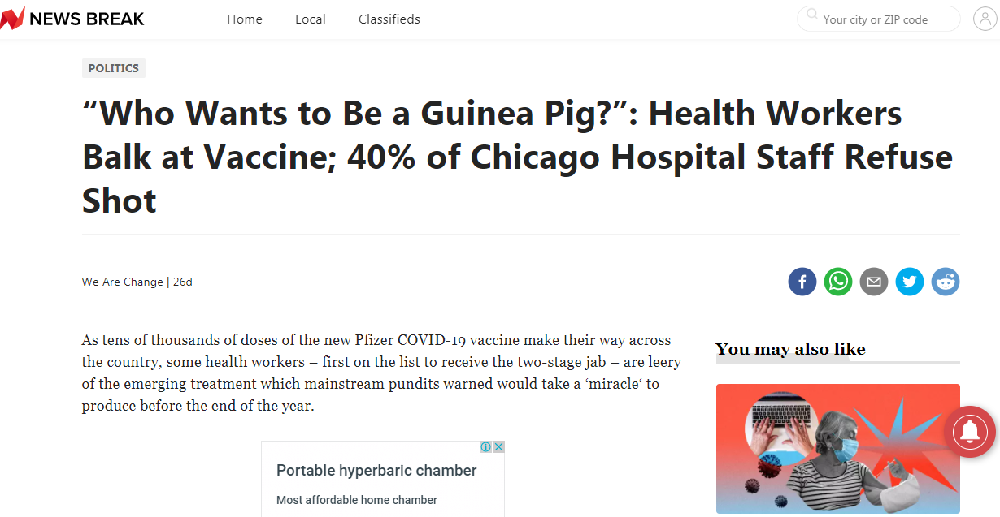 NEWS BREAK
Home
Local
Classifieds
Your city or ZIP code
POLITICS
“Who Wants to Be a Guinea Pig?”: Health Workers
Balk at Vaccine; 40% of Chicago Hospital Staff Refuse
Shot
We Are Change | 26d
As tens of thousands of doses of the new Pfizer COVID-19 vaccine make their way across
the country, some health workers – first on the list to receive the two-stage jab – are leery
of the emerging treatment which mainstream pundits warned would take a ‘miracle‘ to
produce before the end of the year.
You may also like
Portable hyperbaric chamber
Most affordable home chamber